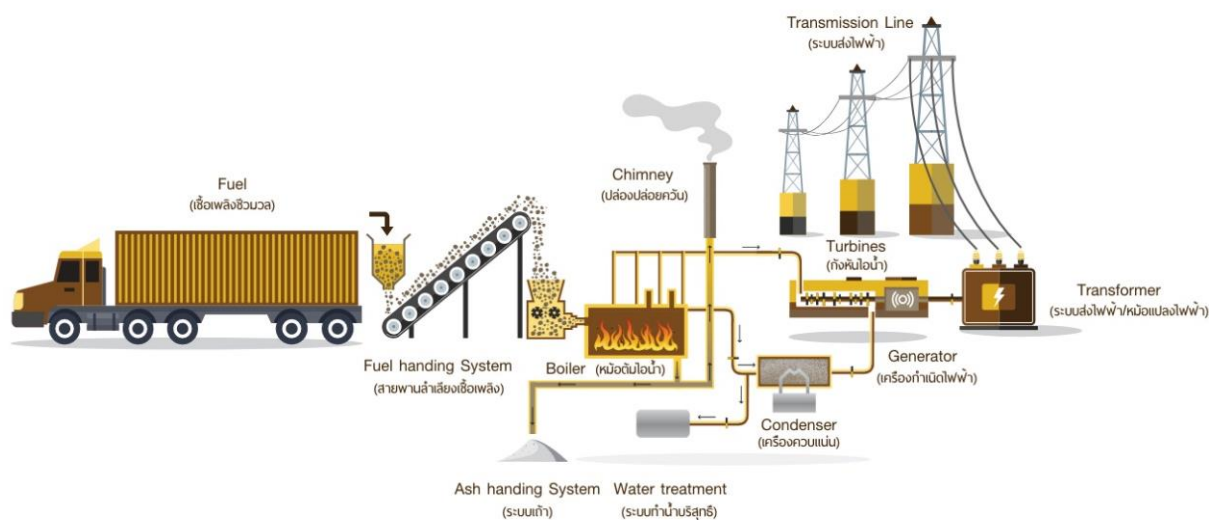 Transmission Line
(ระบบส่งไฟฟ้า)
Fuel
(เชื้อเพลิงชีวมวล)
Chimney
(ปล่องปล่อยควัน)
Turbines
(กังหันไอน้ำ)
Transformer
(ระบบส่งไฟฟ้า/หม้อแปลงไฟฟ้า)
Fuel handing System
(สายพานลำเลียงเชื้อเพลิง)
Boiler (หม้อต้มไอน้ำ)
Generator
(เครื่องกำเนิดไฟฟ้า)
Condenser
(เครื่องควบแน่น)
Ash handing System
(ระบบเถ้า)
Water treatment
(ระบบทำน้ำบริสุทธิ์)